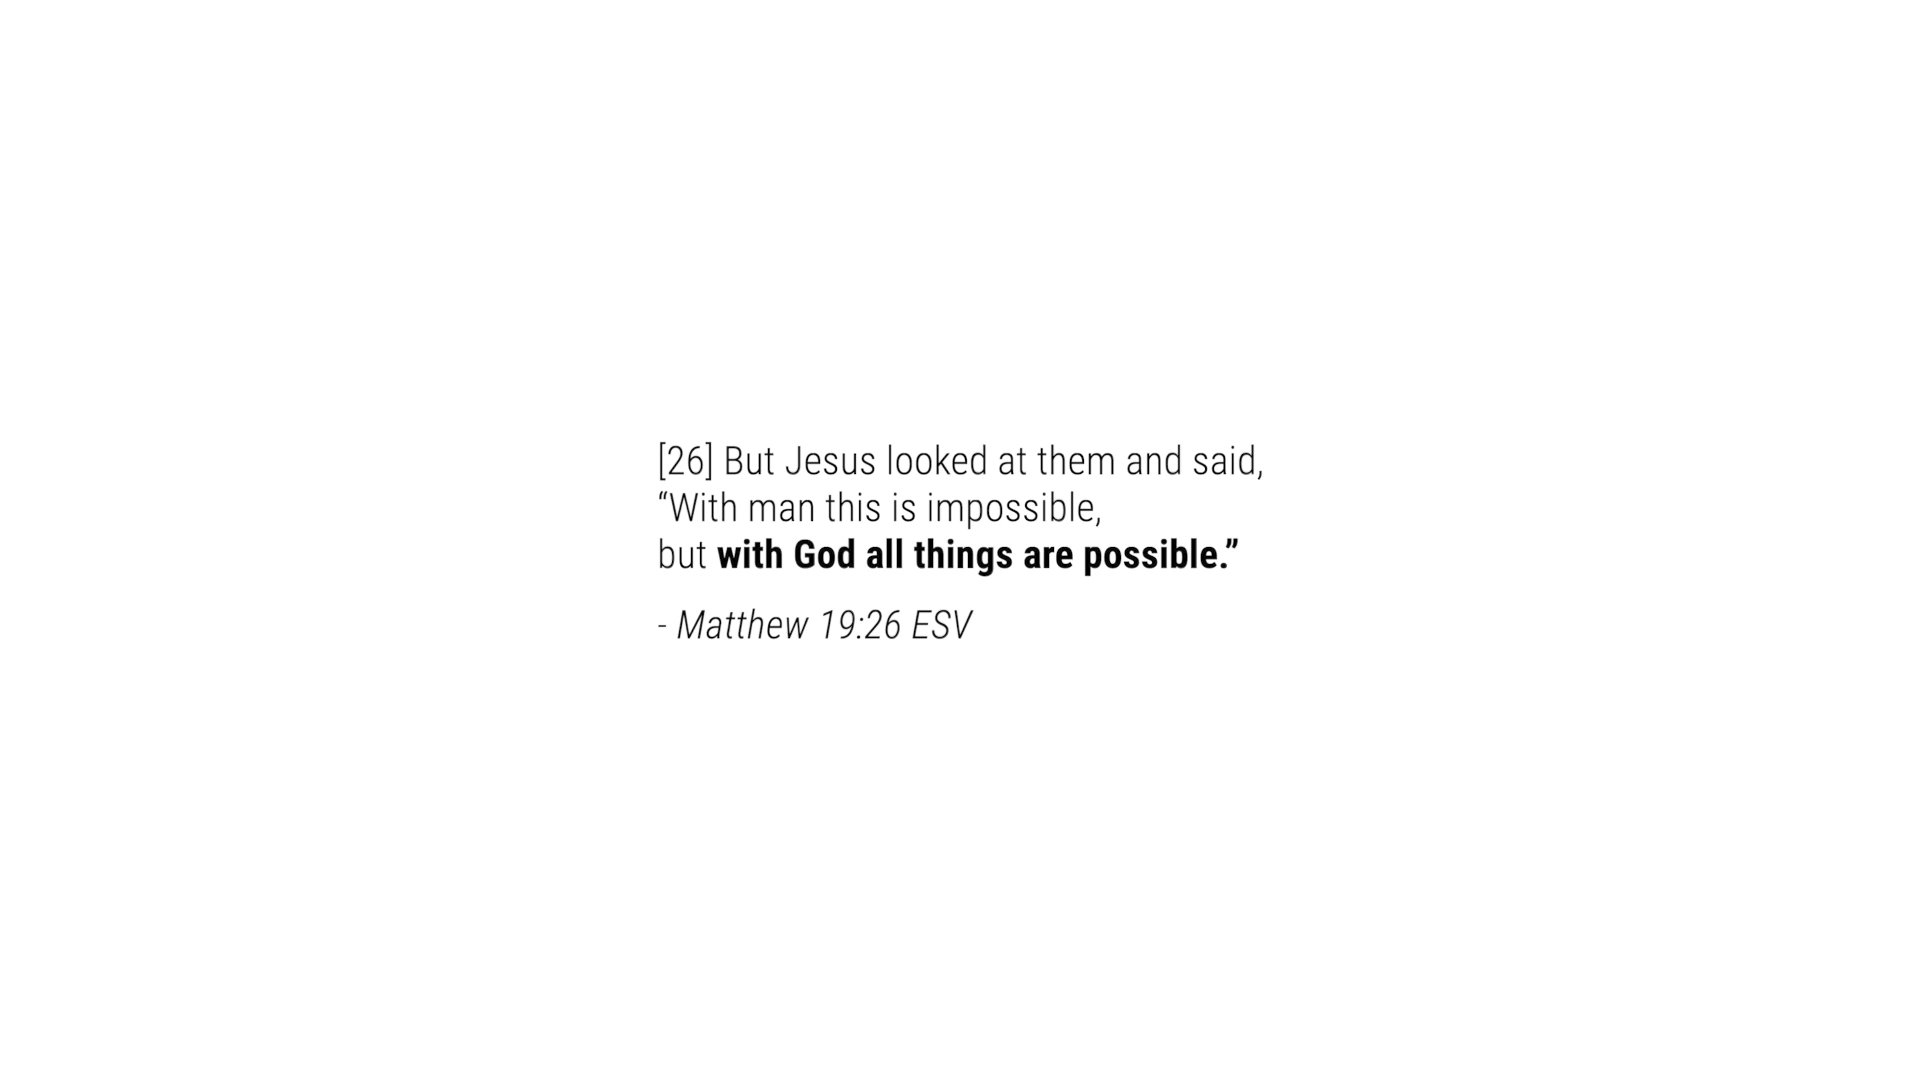 [26] But Jesus looked at them and said,
“With man this is impossible,
but with God all things are possible.”
- Matthew 19:26 ESV